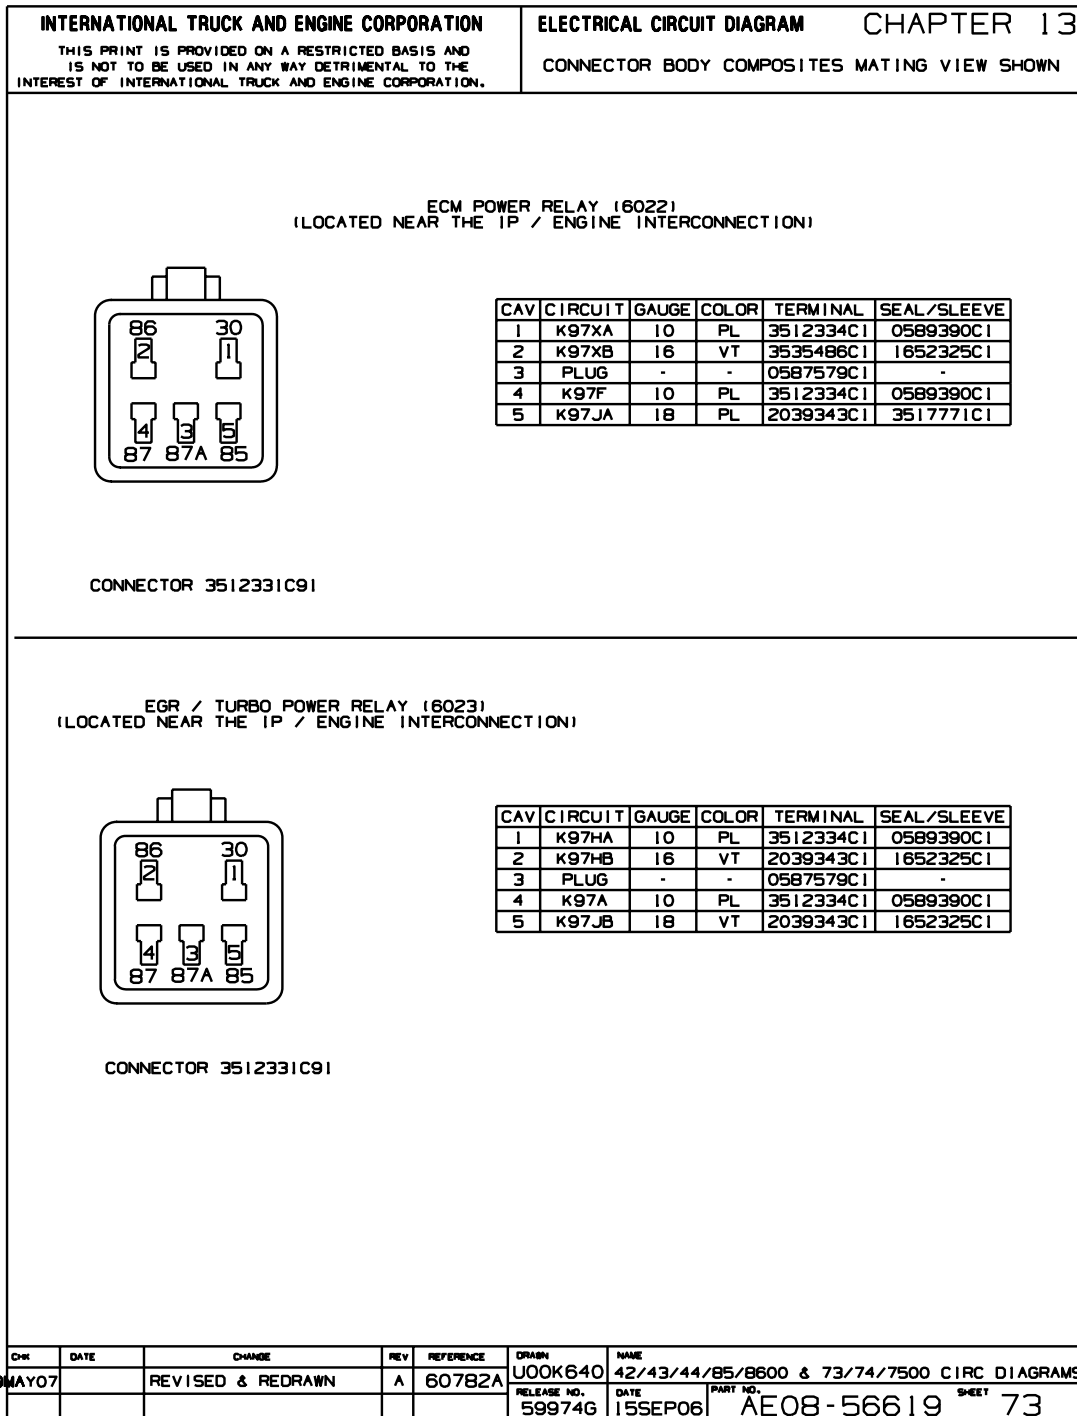 INTERNATIONAL TRUCK AND ENGINE CORPORATION
THIS PRINT IS PROVIDED ON A RESTRICTED BASIS AND
IS NOT TO BE USED IN ANY WAY DETRIMENTAL TO THE
INTEREST OF INTERNATIONAL TRUCK AND ENGINE CORPORATION.
ELECTRICAL CIRCUIT DIAGRAM CHAPTER 13
CONNECTOR BODY COMPOSITES MATING VIEW SHOWN
ECM POWER RELAY (6022)
(LOCATED NEAR THE IP / ENGINE INTERCONNECTION)
86 30
2 1
4 3 5
87 87A 85
CAV CIRCUIT GAUGE COLOR TERMINAL SEAL/SLEEVE
1 K97XA 10 PL 3512334C1 0589390C1
2 K97XB 16 VT 3535486C1 1652325C1
3 PLUG - - 0587579C1 -
4 K97F 10 PL 3512334C1 0589390C1
5 K97JA 18 PL 2039343C1 3517771C1
CONNECTOR 3512331C91
EGR / TURBO POWER RELAY (6023)
(LOCATED NEAR THE IP / ENGINE INTERCONNECTION)
86 30
2 1
4 3 5
87 87A 85
CAV CIRCUIT GAUGE COLOR TERMINAL SEAL/SLEEVE
1 K97HA 10 PL 3512334C1 0589390C1
2 K97HB 16 VT 2039343C1 1652325C1
3 PLUG - - 0587579C1 -
4 K97A 10 PL 3512334C1 0589390C1
5 K97JB 18 VT 2039343C1 1652325C1
CONNECTOR 3512331C91
CHK DATE CHANGE REV REFERENCE
MAY07 REVISED & REDRAWN A 60782A
DRAWN NAME
U00K640 42/43/44/85/8600 & 73/74/7500 CIRC DIAGRAMS
RELEASE NO. DATE PART NO. SHEET
59974G 15SEP06 AE08-56619 73